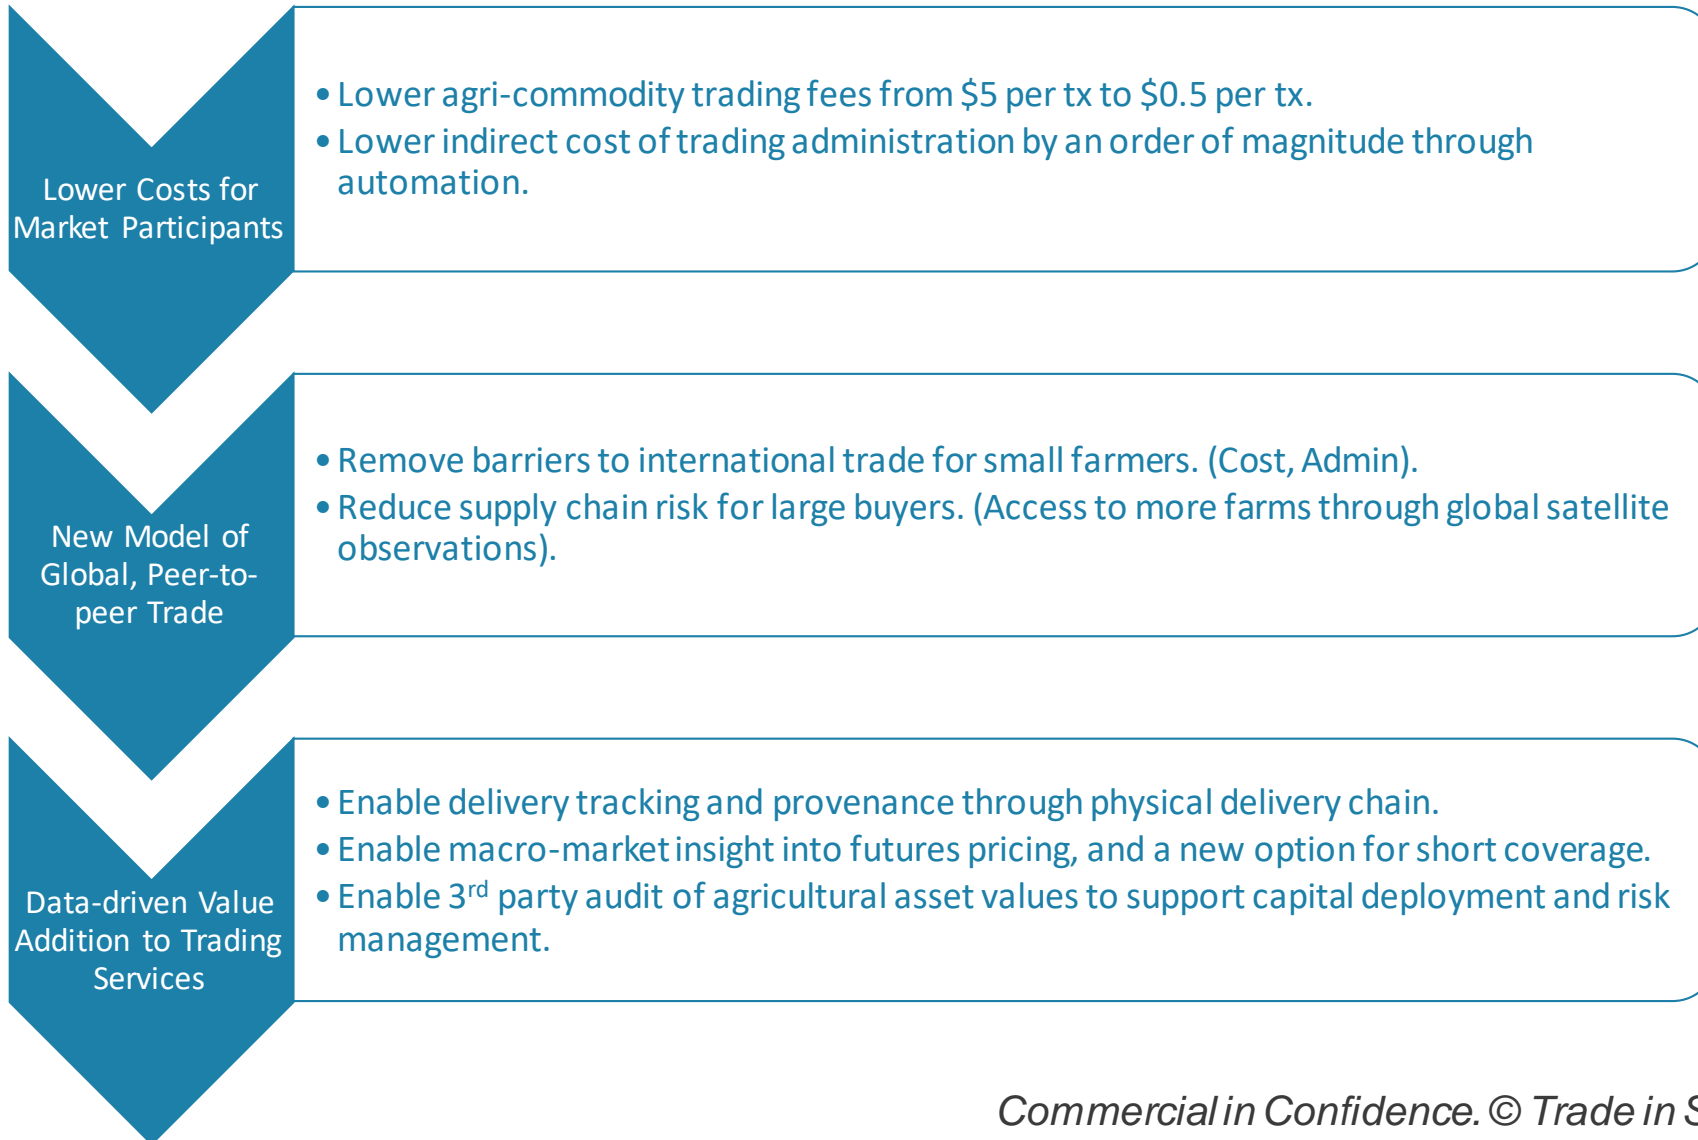 Lower Costs for
Market Participants
• Lower agri-commodity trading fees from $5 per tx to $0.5 per tx.
• Lower indirect cost of trading administration by an order of magnitude through
automation.
New Model of
Global, Peer-to-
peer Trade
• Remove barriers to international trade for small farmers. (Cost, Admin).
• Reduce supply chain risk for large buyers. (Access to more farms through global satellite
observations).
Data-driven Value
Addition to Trading
Services
• Enable delivery tracking and provenance through physical delivery chain.
• Enable macro-market insight into futures pricing, and a new option for short coverage.
• Enable 3rd party audit of agricultural asset values to support capital deployment and risk
management.
Commercial in Confidence. © Trade in